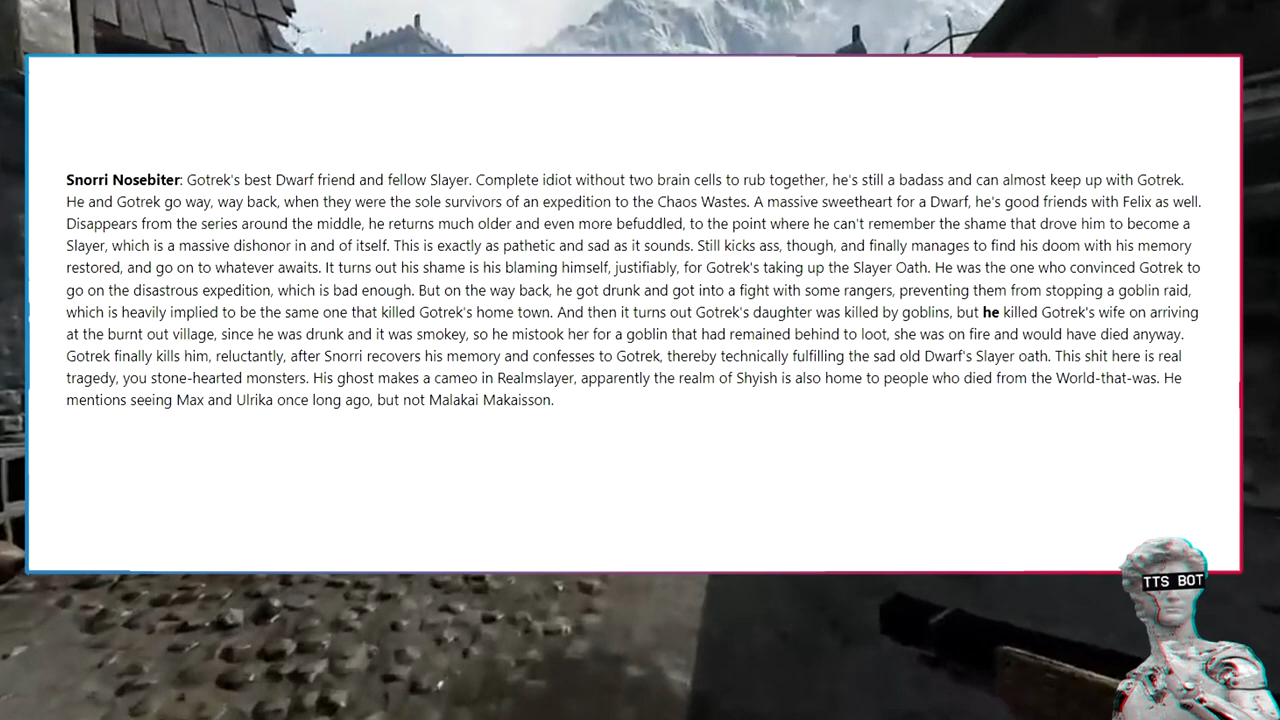 Snorri Nosebiter: Gotrek's best Dwarf friend and fellow Slayer. Complete idiot without two brain cells to rub together, he's still a badass and can almost keep up with Gotrek.
He and Gotrek go way, way back, when they were the sole survivors of an expedition to the Chaos Wastes. A massive sweetheart for a Dwarf, he's good friends with Felix as well.
Disappears from the series around the middle, he returns much older and even more befuddled, to the point where he can't remember the shame that drove him to become a
Slayer, which is a massive dishonor in and of itself. This is exactly as pathetic and sad as it sounds. Still kicks ass, though, and finally manages to find his doom with his memory
restored, and go on to whatever awaits. It turns out his shame is his blaming himself, justifiably, for Gotrek's taking up the Slayer Oath. He was the one who convinced Gotrek to
go on the disastrous expedition, which is bad enough. But on the way back, he got drunk and got into a fight with some rangers, preventing them from stopping a goblin raid,
which is heavily implied to be the same one that killed Gotrek's home town. And then it turns out Gotrek's daughter was killed by goblins, but he killed Gotrek's wife on arriving
at the burnt out village, since he was drunk and it was smokey, so he mistook her for a goblin that had remained behind to loot, she was on fire and would have died anyway.
Gotrek finally kills him, reluctantly, after Snorri recovers his memory and confesses to Gotrek, thereby technically fulfilling the sad old Dwarf's Slayer oath. This shit here is real
tragedy, you stone-hearted monsters. His ghost makes a cameo in Realmslayer, apparently the realm of Shyish is also home to people who died from the World-that-was. He
mentions seeing Max and Ulrika once long ago, but not Malakai Makaisson.
TTS BOT